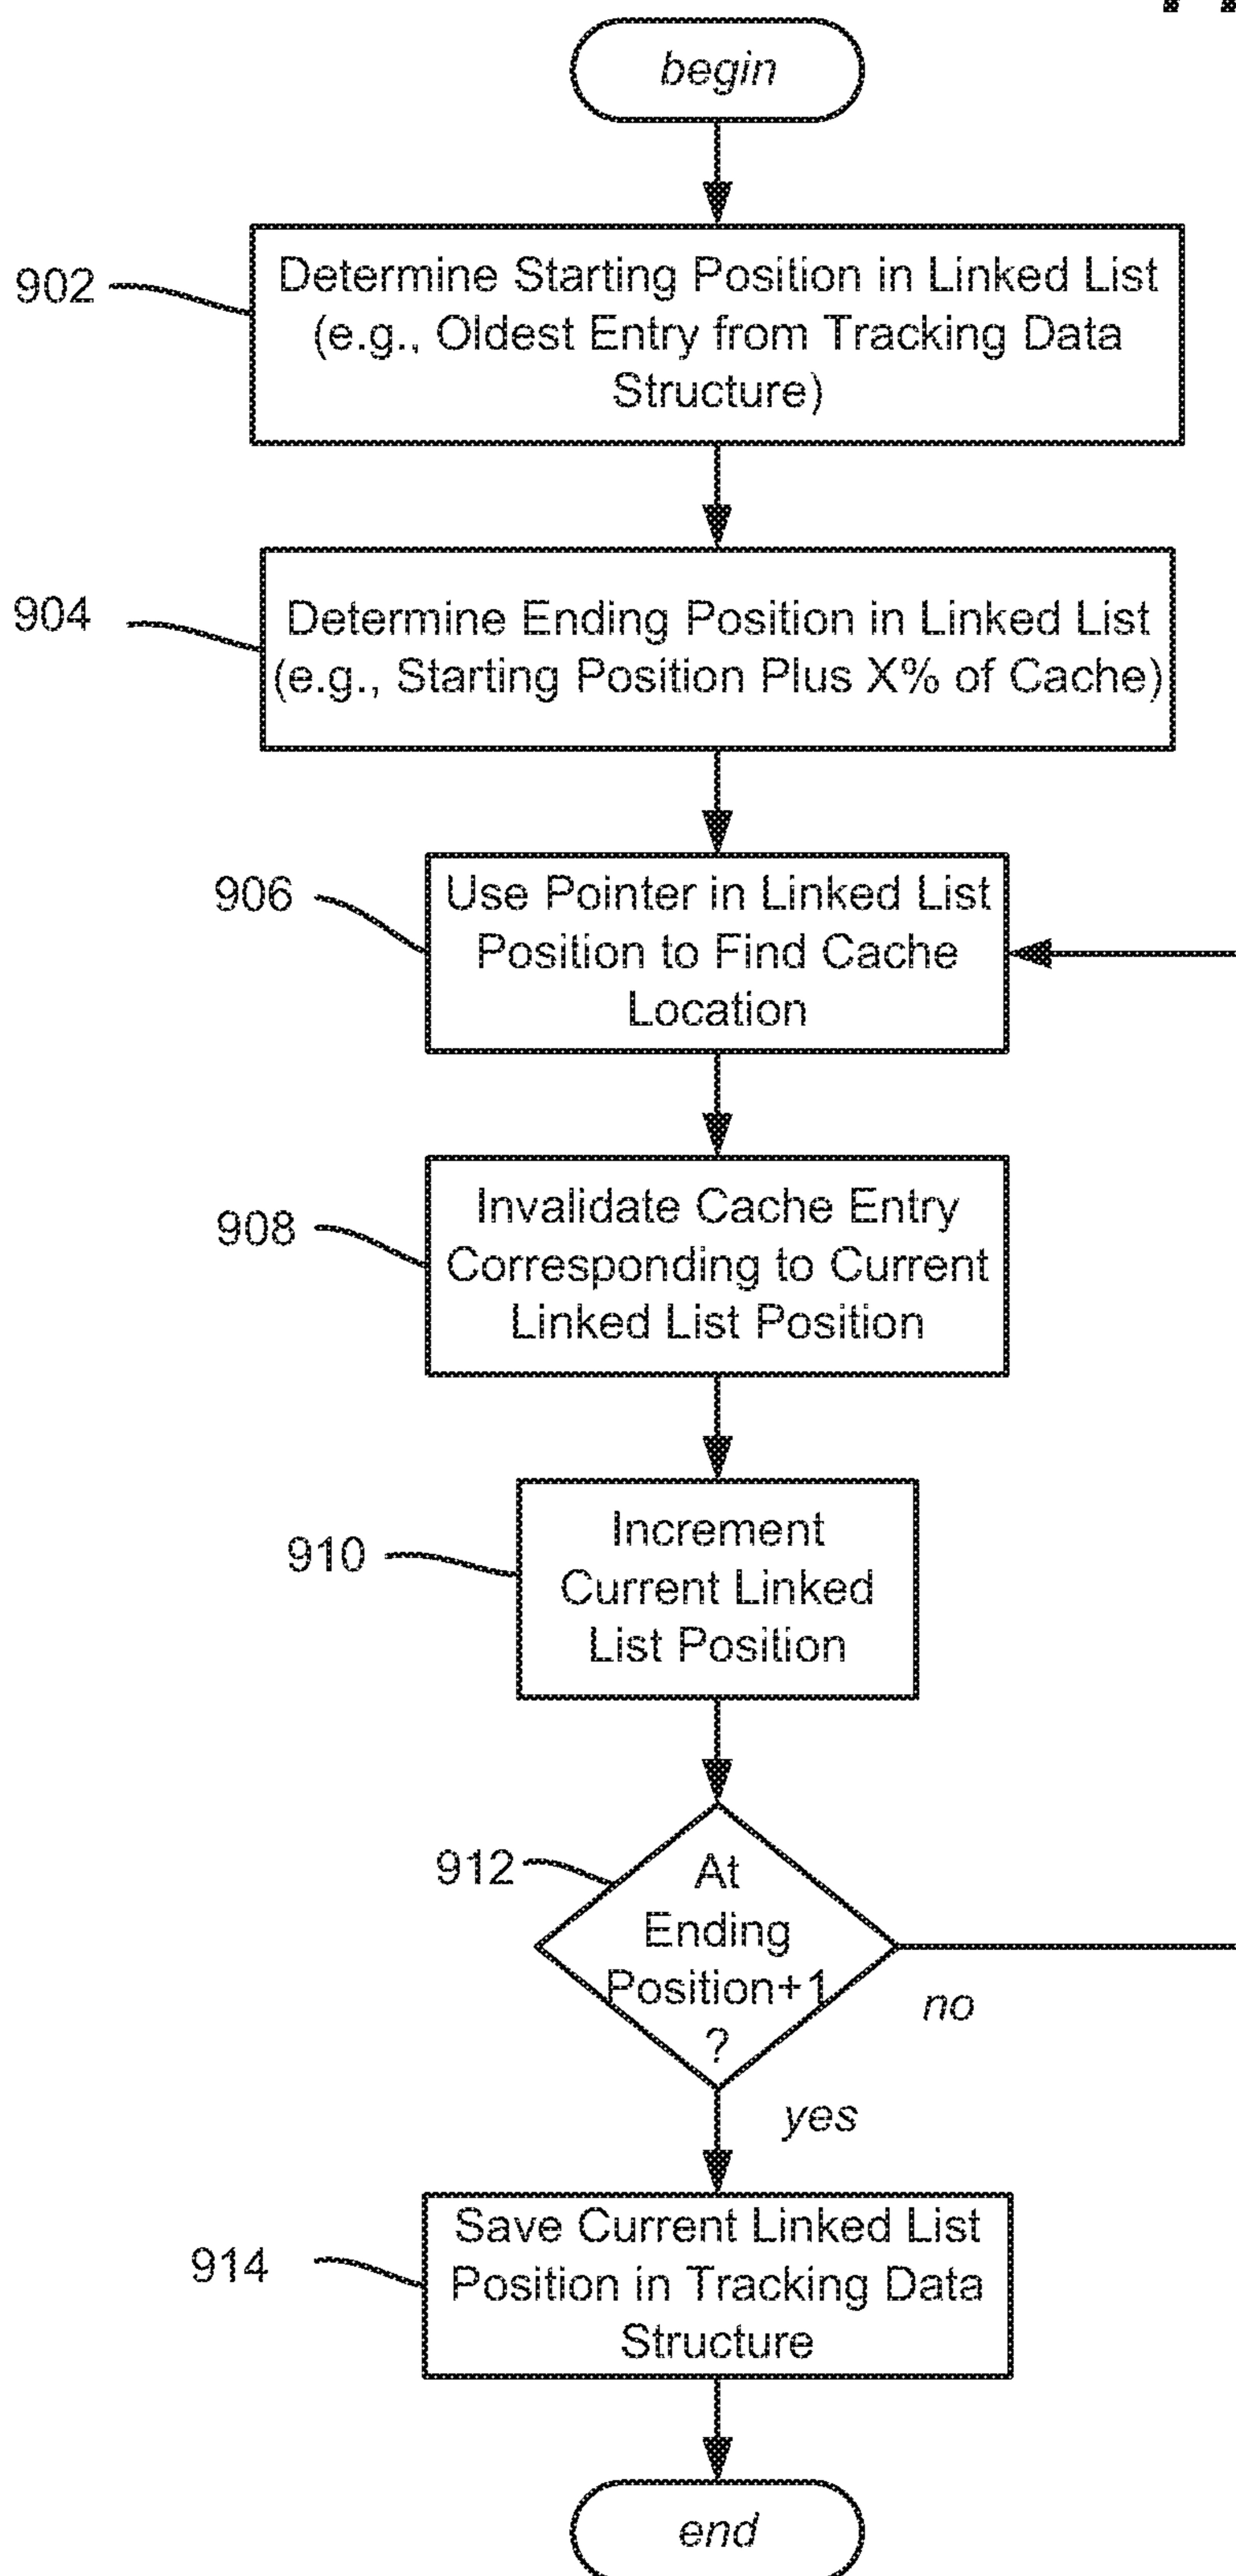 begin
902
Determine Starting Position in Linked List
(e.g., Oldest Entry from Tracking Data
Structure)
904
Determine Ending Position in Linked List
(e.g., Starting Position Plus X% of Cache)
906
Use Pointer in Linked List
Position to Find Cache
Location
908
Invalidate Cache Entry
Corresponding to Current
Linked List Position
910
Increment
Current Linked
List Position
912
At
Ending
Position+1
?
no
yes
914
Save Current Linked List
Position in Tracking Data
Structure
end